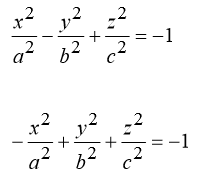 x²/a² − y²/b² + z²/c² = −1
−x²/a² + y²/b² + z²/c² = −1